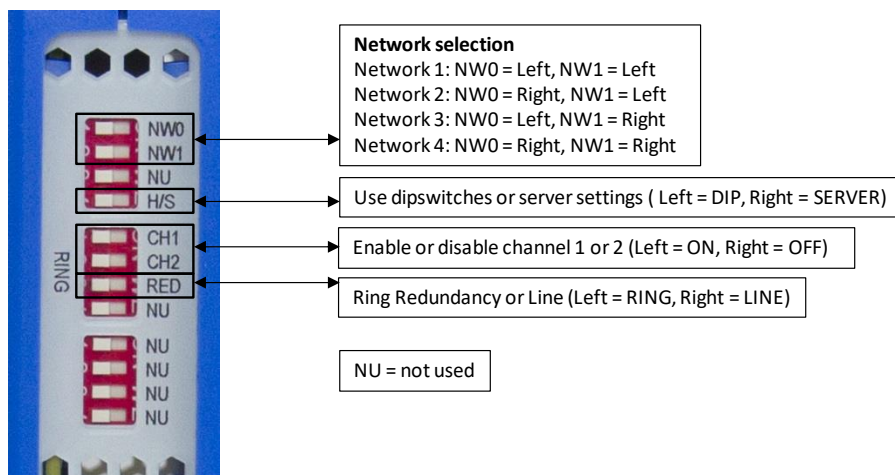 NW0
NW1
NU
H/S
RING
CH1
CH2
RED
NU
NU
NU
NU
NU
Network selection
Network 1: NW0 = Left, NW1 = Left
Network 2: NW0 = Right, NW1 = Left
Network 3: NW0 = Left, NW1 = Right
Network 4: NW0 = Right, NW1 = Right
Use dipswitches or server settings ( Left = DIP, Right = SERVER)
Enable or disable channel 1 or 2 (Left = ON, Right = OFF)
Ring Redundancy or Line (Left = RING, Right = LINE)
NU = not used